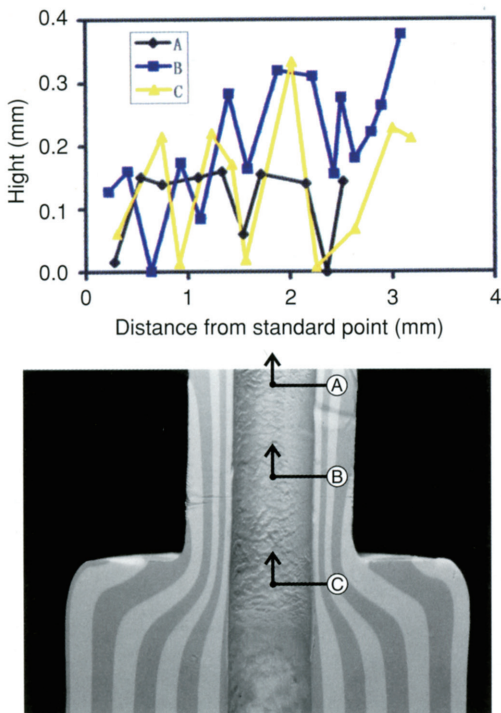 0.4
0.3
0.2
0.1
0.0
Hight (mm)
A
B
C
0 1 2 3 4
Distance from standard point (mm)
A
B
C